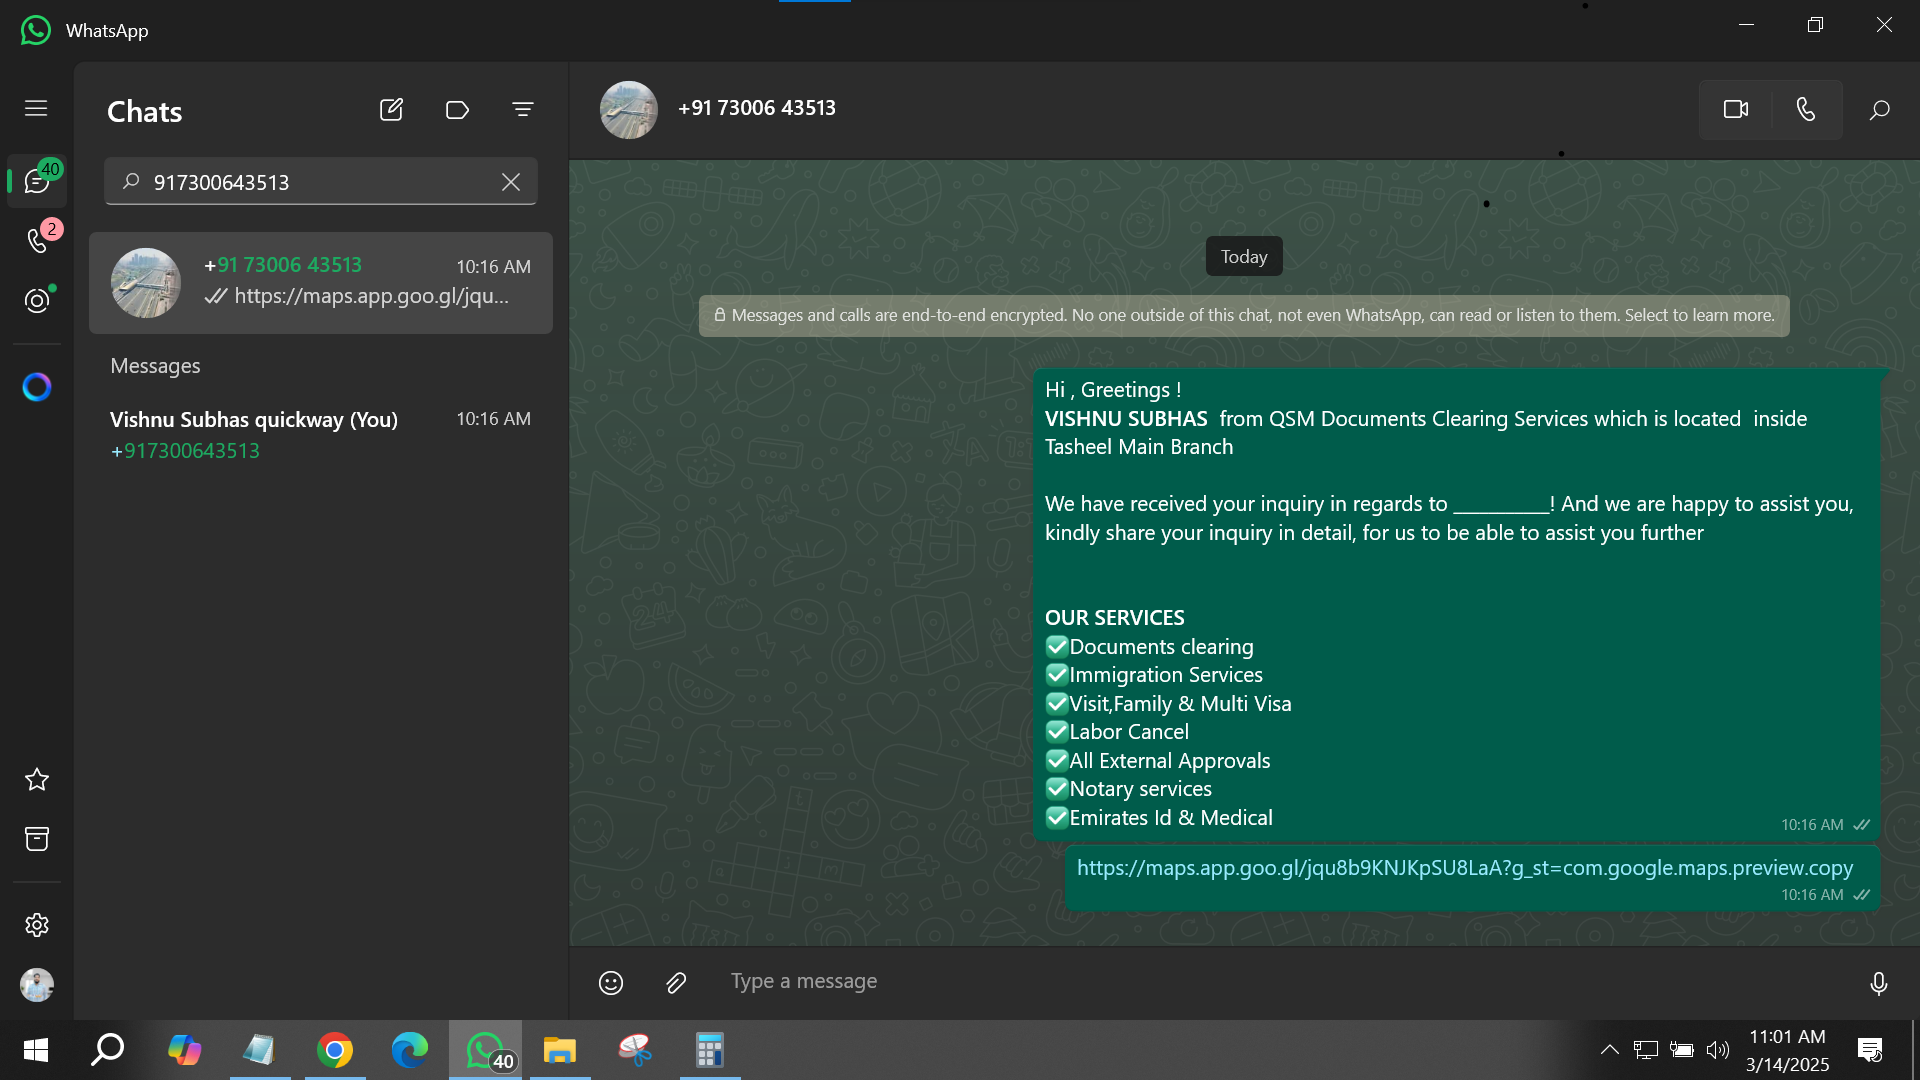 WhatsApp
Chats
40
917300643513
2
+91 73006 43513
10:16 AM
https://maps.app.goo.gl/jqu...
Messages
Vishnu Subhas quickway (You)
10:16 AM
+917300643513
+91 73006 43513
Today
Messages and calls are end-to-end encrypted. No one outside of this chat, not even WhatsApp, can read or listen to them. Select to learn more.
Hi , Greetings !
VISHNU SUBHAS  from QSM Documents Clearing Services which is located  inside
Tasheel Main Branch
We have received your inquiry in regards to __________! And we are happy to assist you,
kindly share your inquiry in detail, for us to be able to assist you further
OUR SERVICES
✅Documents clearing
✅Immigration Services
✅Visit,Family & Multi Visa
✅Labor Cancel
✅All External Approvals
✅Notary services
✅Emirates Id & Medical
10:16 AM
https://maps.app.goo.gl/jqu8b9KNJKpSU8LaA?g_st=com.google.maps.preview.copy
10:16 AM
Type a message
40
11:01 AM
3/14/2025